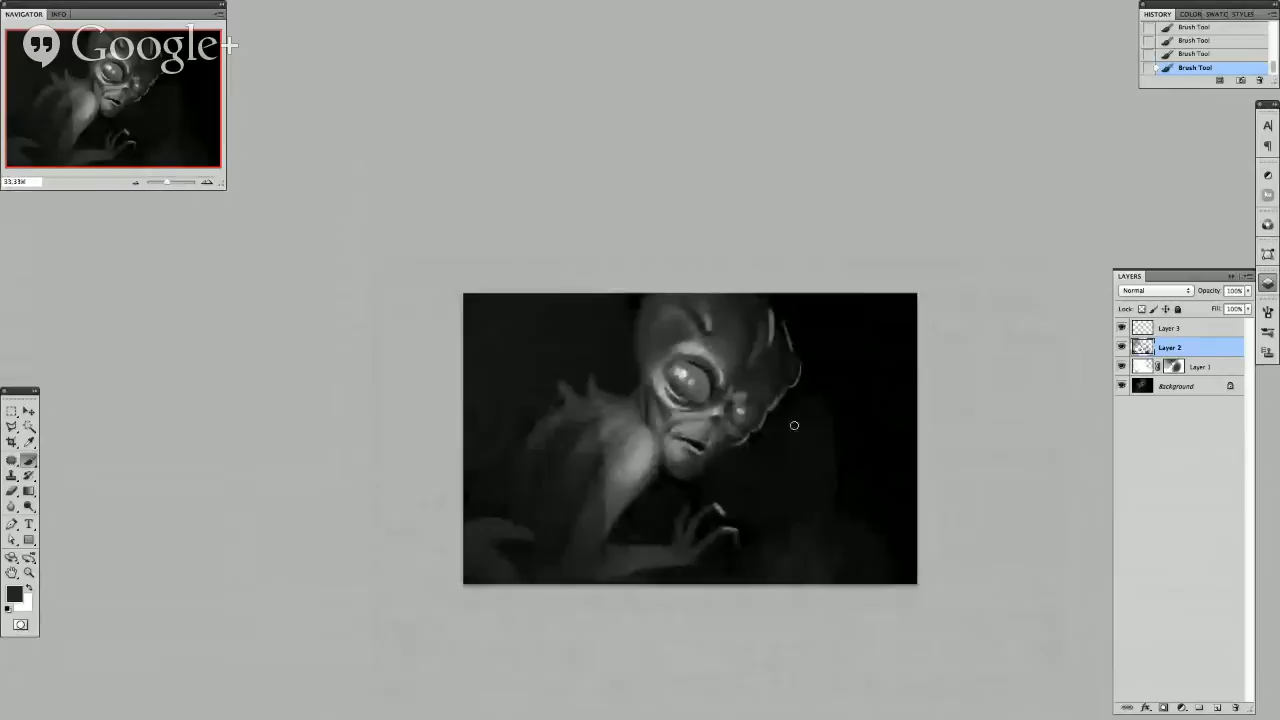 NAVIGATOR INFO
Google+
33,33%
HISTORY COLOR SWATC STYLES
Brush Tool
Brush Tool
Brush Tool
Brush Tool
LAYERS
Normal Opacity: 100%
Lock: Fill: 100%
Layer 3
Layer 2
Layer 1
Background